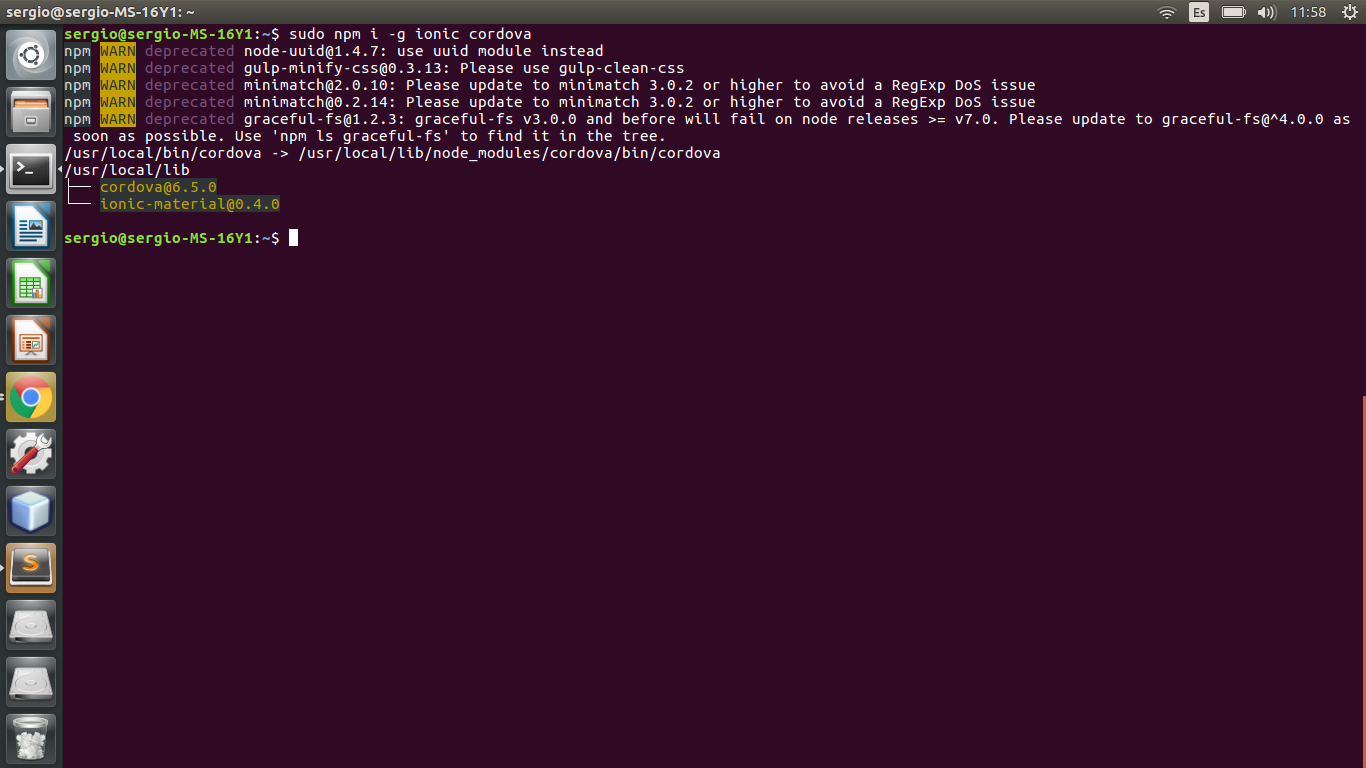 sergio@sergio-MS-16Y1: ~
Es
11:58
sergio@sergio-MS-16Y1:~$ sudo npm i -g ionic cordova
npm WARN deprecated node-uuid@1.4.7: use uuid module instead
npm WARN deprecated gulp-minify-css@0.3.13: Please use gulp-clean-css
npm WARN deprecated minimatch@2.0.10: Please update to minimatch 3.0.2 or higher to avoid a RegExp DoS issue
npm WARN deprecated minimatch@0.2.14: Please update to minimatch 3.0.2 or higher to avoid a RegExp DoS issue
npm WARN deprecated graceful-fs@1.2.3: graceful-fs v3.0.0 and before will fail on node releases >= v7.0. Please update to graceful-fs@^4.0.0 as
soon as possible. Use 'npm ls graceful-fs' to find it in the tree.
/usr/local/bin/cordova -> /usr/local/lib/node_modules/cordova/bin/cordova
/usr/local/lib
├── cordova@6.5.0
└── ionic-material@0.4.0
sergio@sergio-MS-16Y1:~$